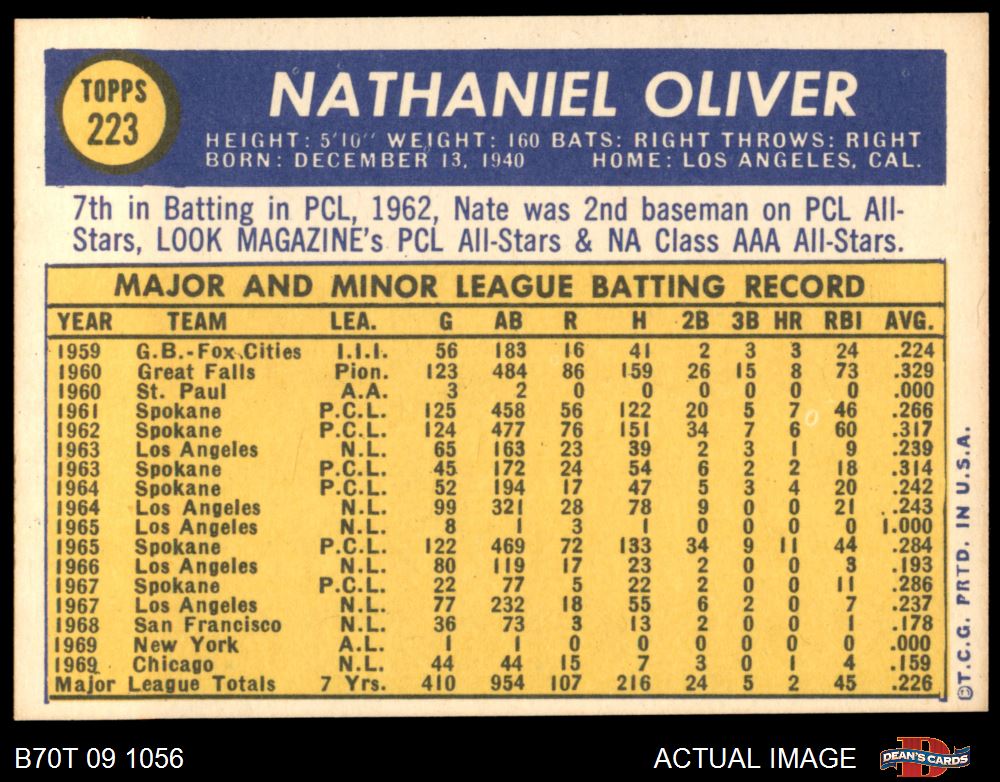 TOPPS
223
NATHANIEL OLIVER
HEIGHT: 5'10" WEIGHT: 160 BATS: RIGHT THROWS: RIGHT
BORN: DECEMBER 13, 1940 HOME: LOS ANGELES, CAL.
7th in Batting in PCL, 1962, Nate was 2nd baseman on PCL All-
Stars, LOOK MAGAZINE's PCL All-Stars & NA Class AAA All-Stars.
MAJOR AND MINOR LEAGUE BATTING RECORD
YEAR TEAM LEA. G AB R H 2B 3B HR RBI AVG.
1959 G.B.-Fox Cities I.I.I. 56 183 16 41 2 3 3 24 .224
1960 Great Falls Pion. 123 484 86 159 26 15 8 73 .329
1960 St. Paul A.A. 3 2 0 0 0 0 0 0 .000
1961 Spokane P.C.L. 125 458 56 122 20 5 7 46 .266
1962 Spokane P.C.L. 124 477 76 151 34 7 6 60 .317
1963 Los Angeles N.L. 65 163 23 39 2 3 1 9 .239
1963 Spokane P.C.L. 45 172 24 54 6 2 2 18 .314
1964 Spokane P.C.L. 52 194 17 47 5 3 4 20 .242
1964 Los Angeles N.L. 99 321 28 78 9 0 0 21 .243
1965 Los Angeles N.L. 8 1 3 1 0 0 0 0 1.000
1965 Spokane P.C.L. 122 469 72 133 34 9 11 44 .284
1966 Los Angeles N.L. 80 119 17 23 2 0 0 3 .193
1967 Spokane P.C.L. 22 77 5 22 2 0 0 11 .286
1967 Los Angeles N.L. 77 232 18 55 6 2 0 7 .237
1968 San Francisco N.L. 36 73 3 13 2 0 0 1 .178
1969 New York A.L. 1 1 0 0 0 0 0 0 .000
1969 Chicago N.L. 44 44 15 7 3 0 1 4 .159
Major League Totals 7 Yrs. 410 954 107 216 24 5 2 45 .226
©T.C.G. PRTD. IN U.S.A.
B70T 09 1056 ACTUAL IMAGE
DEAN'S CARDS